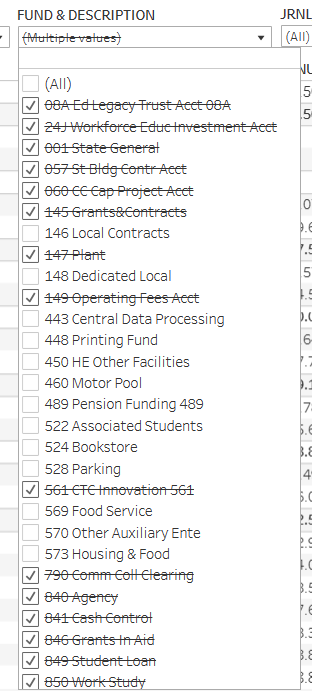 FUND & DESCRIPTION
JRNL
(Multiple values)
(All)
(All)
08A Ed Legacy Trust Acct 08A
24J Workforce Educ Investment Acct
001 State General
057 St Bldg Contr Acct
060 CC Cap Project Acct
145 Grants&Contracts
146 Local Contracts
147 Plant
148 Dedicated Local
149 Operating Fees Acct
443 Central Data Processing
448 Printing Fund
450 HE Other Facilities
460 Motor Pool
489 Pension Funding 489
522 Associated Students
524 Bookstore
528 Parking
561 CTC Innovation 561
569 Food Service
570 Other Auxiliary Ente
573 Housing & Food
790 Comm Coll Clearing
840 Agency
841 Cash Control
846 Grants In Aid
849 Student Loan
850 Work Study